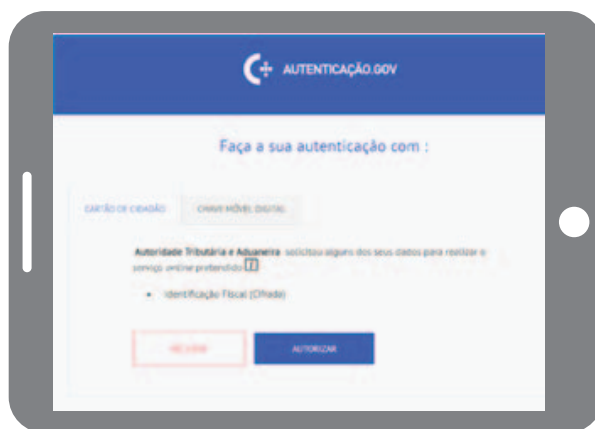 AUTENTICAÇÃO.GOV
Faça a sua autenticação com :
CARTÃO DE CIDADÃO CHAVE MÓVEL DIGITAL
Autoridade Tributária e Aduaneira solicitou alguns dos seus dados para realizar o
serviço online pretendido
• Identificação Fiscal (Cifrada)
RECUSAR AUTORIZAR